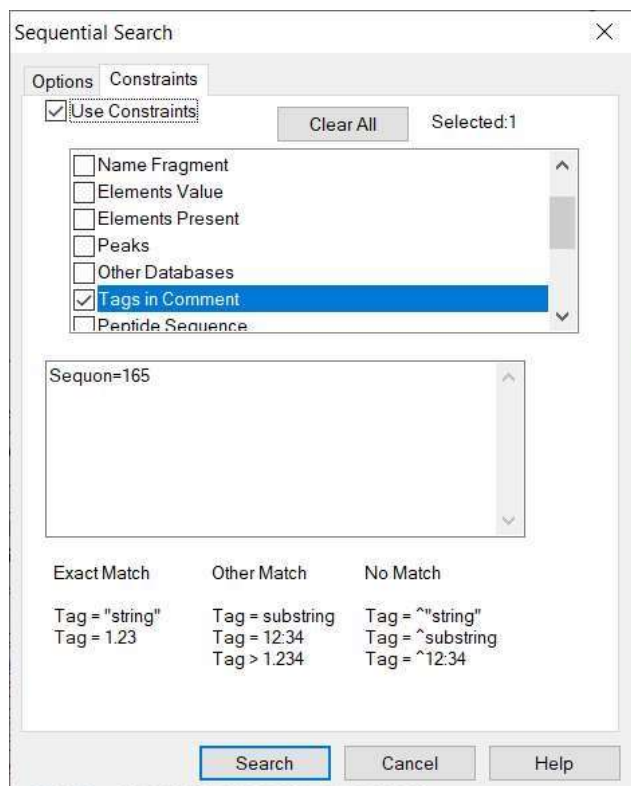 Sequential Search
Options Constraints
Use Constraints
Clear All
Selected:1
Name Fragment
Elements Value
Elements Present
Peaks
Other Databases
Tags in Comment
Peptide Sequence
Sequon=165
Exact Match Other Match No Match
Tag = "string" Tag = substring Tag = ^"string"
Tag = 1.23 Tag = 12:34 Tag = ^substring
Tag > 1.234 Tag = ^12:34
Search Cancel Help